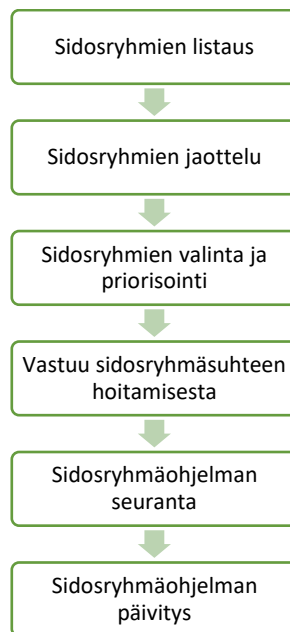 Sidosryhmien listaus
Sidosryhmien jaottelu
Sidosryhmien valinta ja
priorisointi
Vastuu sidosryhmäsuhteen
hoitamisesta
Sidosryhmäohjelman
seuranta
Sidosryhmäohjelman
päivitys